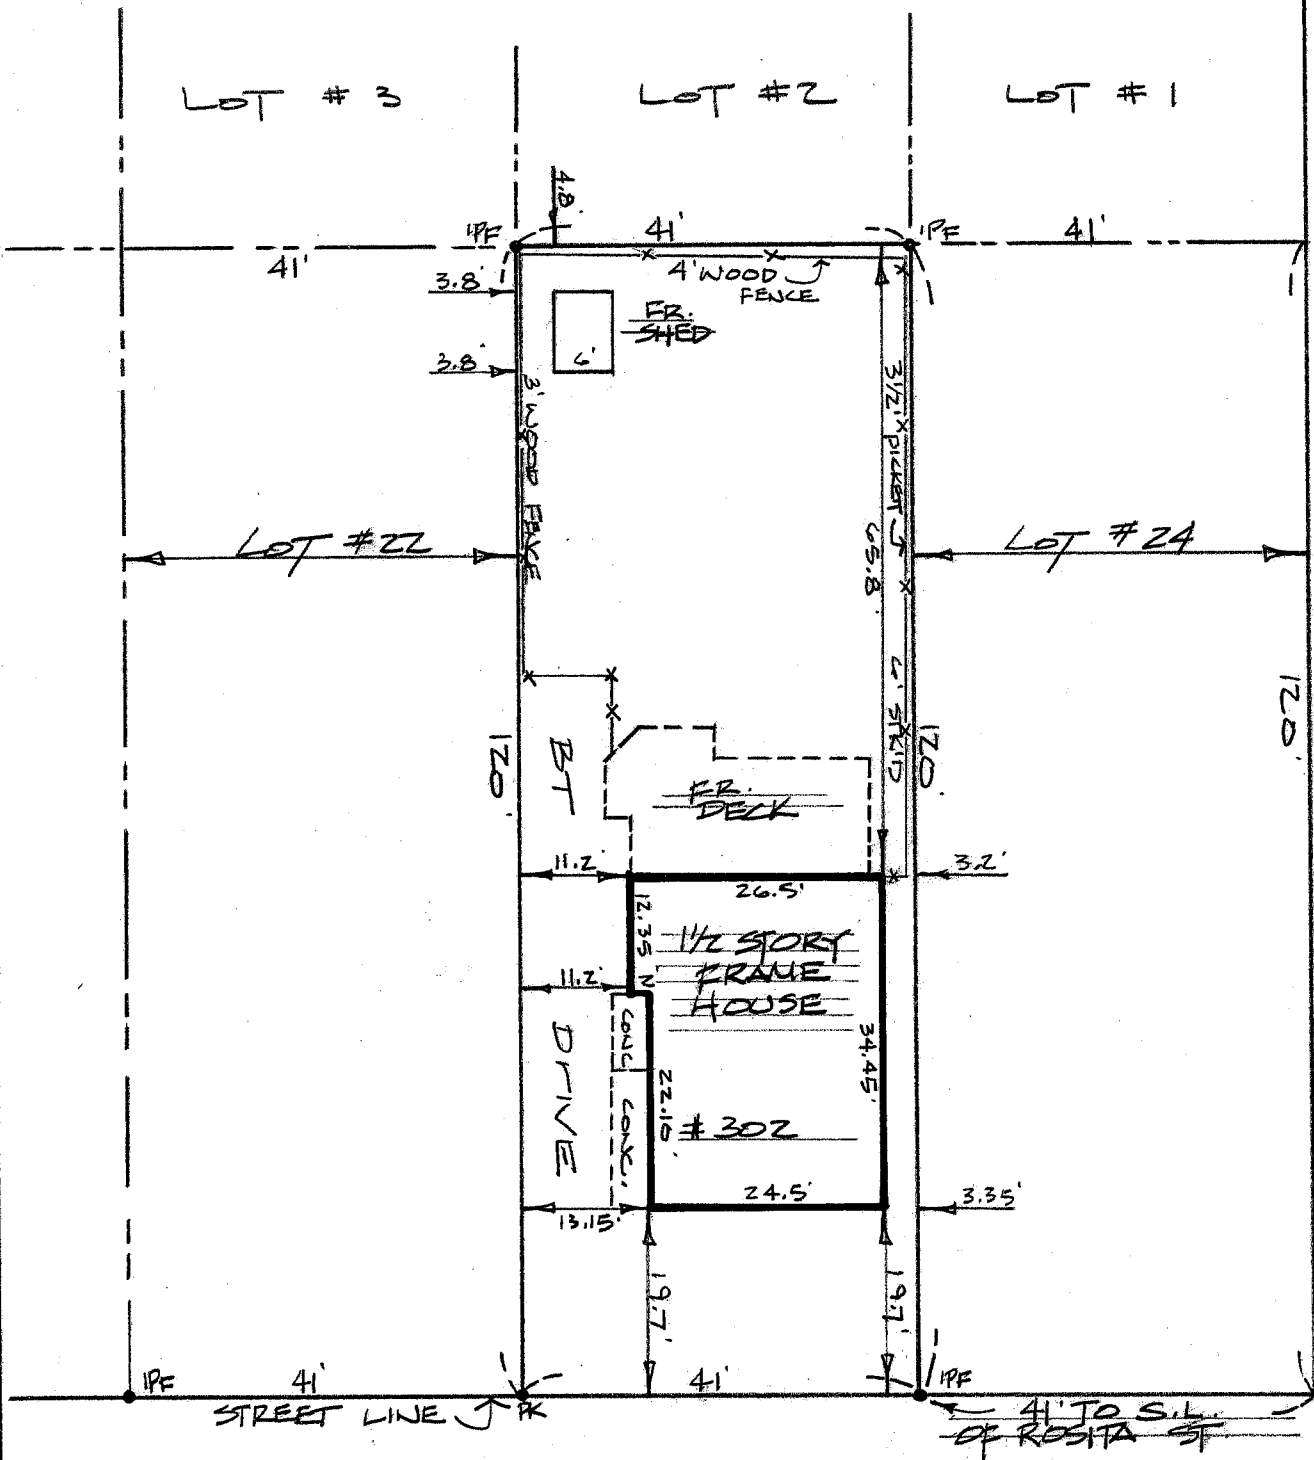 LOT # 3
LOT #2
LOT # 1
4.8'
IPF
41'
IPF
41'
41'
4' WOOD
FENCE
3.8'
FR.
SHED
3.8'
6'
3' WOOD FENCE
3 1/2' PICKET
65.8'
LOT #22
LOT #24
6' STK'D
120'
120'
120'
BT
FR.
DECK
11.2'
26.5'
3.2'
12.35
1 1/2 STORY
FRAME
HOUSE
11.2'
2'
CONC
DRIVE
34.45'
22.10'
CONC.
# 302
24.5'
13.15'
3.35'
19.7'
19.7'
IPF
41'
41'
IPF
STREET LINE
PK
41' TO S.L.
OF ROSITA ST.